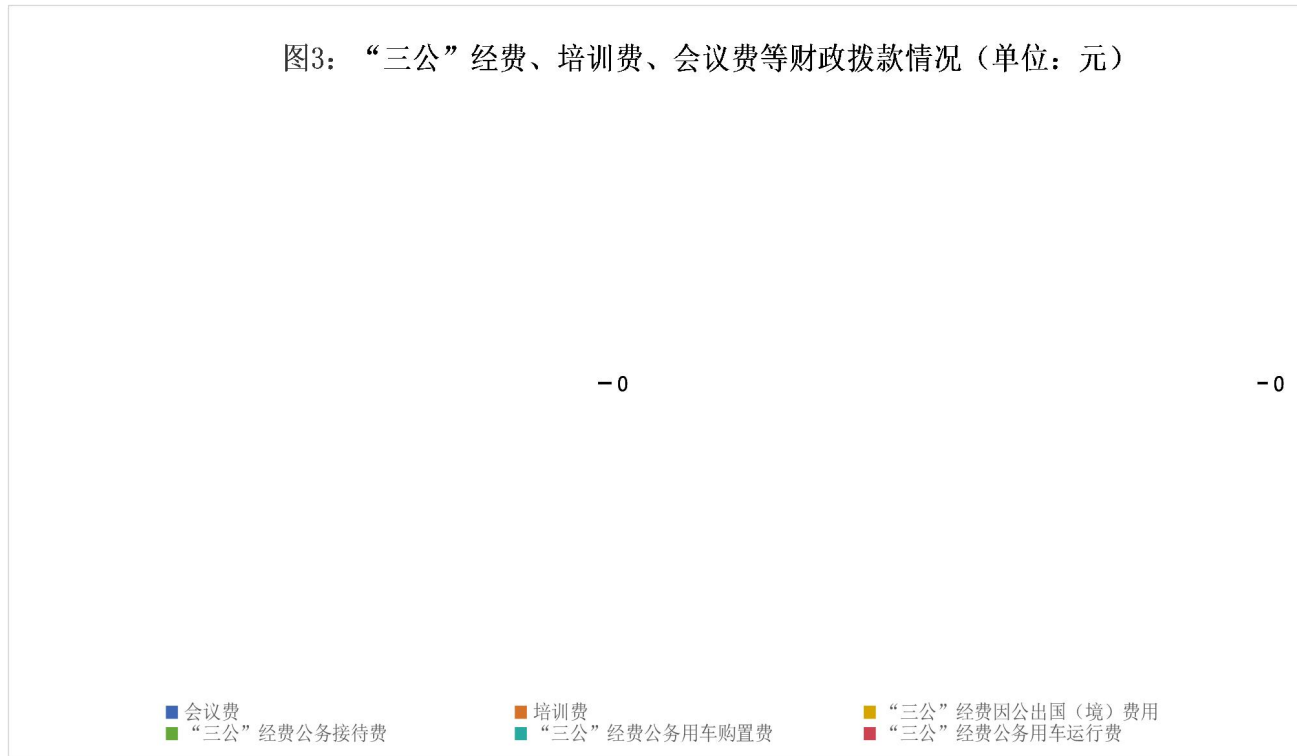 图3：“三公”经费、培训费、会议费等财政拨款情况（单位：元）
0 0
会议费 培训费 “三公”经费因公出国（境）费用
“三公”经费公务接待费 “三公”经费公务用车购置费 “三公”经费公务用车运行费